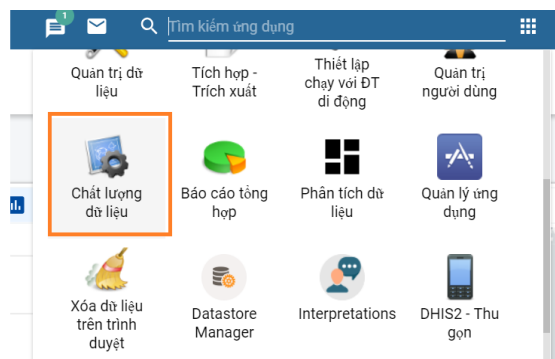 1
Tìm kiếm ứng dụng
Quản trị dữ
liệu
Tích hợp -
Trích xuất
Thiết lập
chạy với ĐT
di động
Quản trị
người dùng
Chất lượng
dữ liệu
Báo cáo tổng
hợp
Phân tích dữ
liệu
Quản lý ứng
dụng
Xóa dữ liệu
trên trình
duyệt
Datastore
Manager
Interpretations
DHIS2 - Thu
gọn